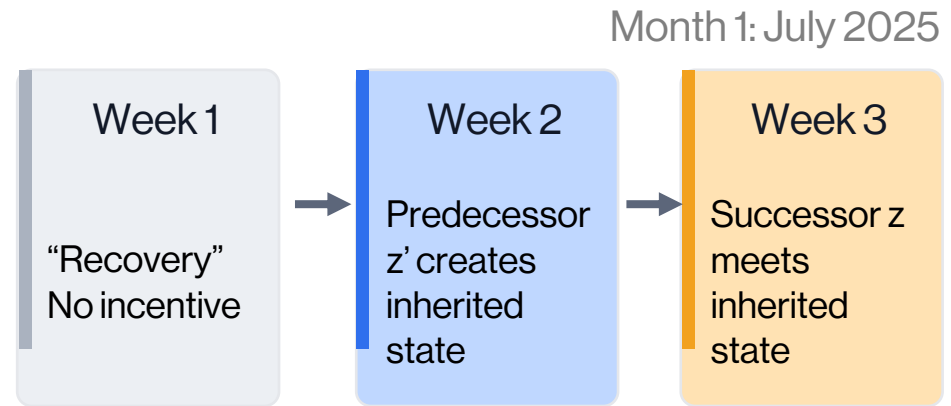 Month 1: July 2025
Week 1
“Recovery”
No incentive
Week 2
Predecessor
z’ creates
inherited
state
Week 3
Successor z
meets
inherited
state